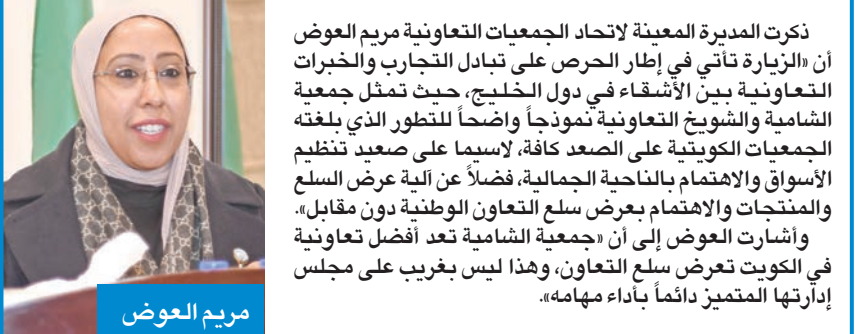 ذكرت المديرة المعينة لاتحاد الجمعيات التعاونية مريم العوض
أن «الزيارة تأتي في إطار الحرص على تبادل التجارب والخبرات
التعاونية بين الأشقاء في دول الخليج، حيث تمثل جمعية
الشامية والشويخ التعاونية نموذجاً واضحاً للتطور الذي بلغته
الجمعيات الكويتية على الصعد كافة، لاسيما على صعيد تنظيم
الأسواق والاهتمام بالناحية الجمالية، فضلاً عن آلية عرض السلع
والمنتجات والاهتمام بعرض سلع التعاون الوطنية دون مقابل».
وأشارت العوض إلى أن «جمعية الشامية تعد أفضل تعاونية
في الكويت تعرض سلع التعاون، وهذا ليس بغريب على مجلس
إدارتها المتميز دائماً بأداء مهامه».
مريم العوض